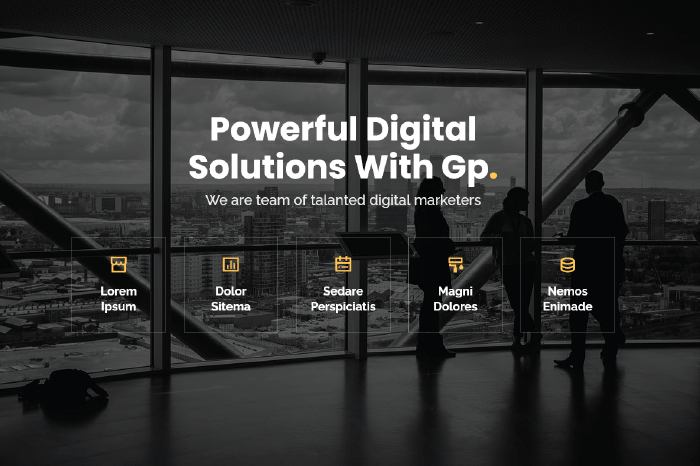 Powerful Digital
Solutions With Gp.
We are team of talanted digital marketers
Lorem
Ipsum
Dolor
Sitema
Sedare
Perspiciatis
Magni
Dolores
Nemos
Enimade